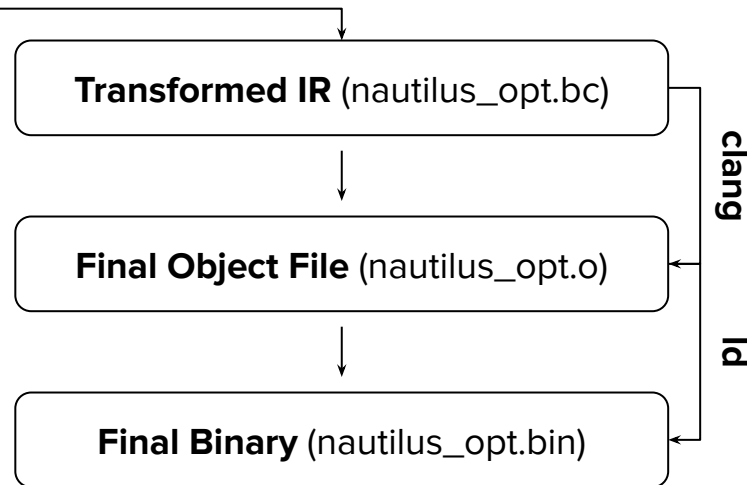 Transformed IR (nautilus_opt.bc)
clang
Final Object File (nautilus_opt.o)
ld
Final Binary (nautilus_opt.bin)